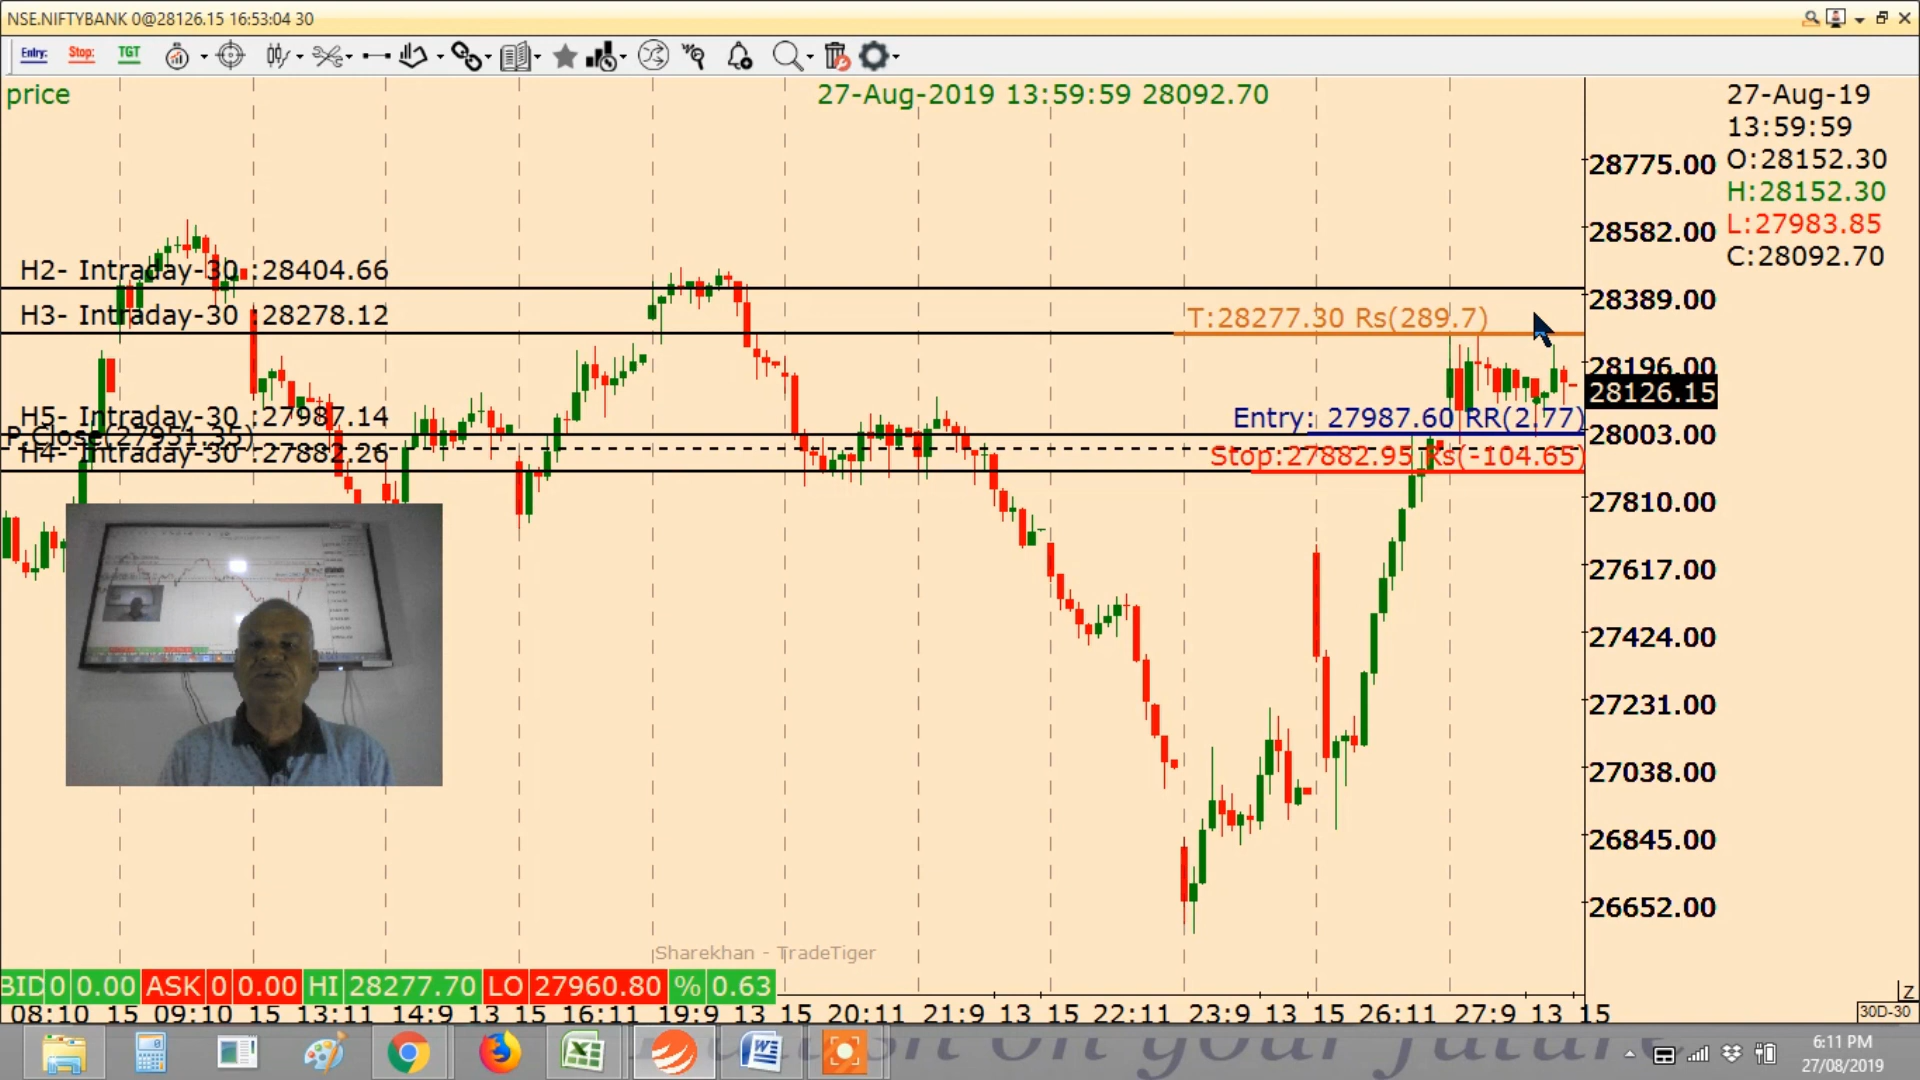 NSE.NIFTYBANK 0@28126.15 16:53:04 30
Entry: Stop: TGT
price
27-Aug-2019 13:59:59 28092.70
27-Aug-19
13:59:59
O:28152.30
H:28152.30
L:27983.85
C:28092.70
28775.00
28582.00
28389.00
28196.00
28126.15
28003.00
27810.00
27617.00
27424.00
27231.00
27038.00
26845.00
26652.00
H2- Intraday-30 :28404.66
H3- Intraday-30 :28278.12
T:28277.30 Rs(289.7)
H5- Intraday-30 :27987.14
Entry: 27987.60 RR(2.77)
P.Close(27951.35)
H4- Intraday-30 :27882.26
Stop:27882.95 Rs(-104.65)
Sharekhan - TradeTiger
BID 0 0.00 ASK 0 0.00 HI 28277.70 LO 27960.80 % 0.63
08:10 15 09:10 15 13:11 14:9 13 15 16:11 19:9 13 15 20:11 21:9 13 15 22:11 23:9 13 15 26:11 27:9 13 15
Z
30D-30
on your future
6:11 PM
27/08/2019